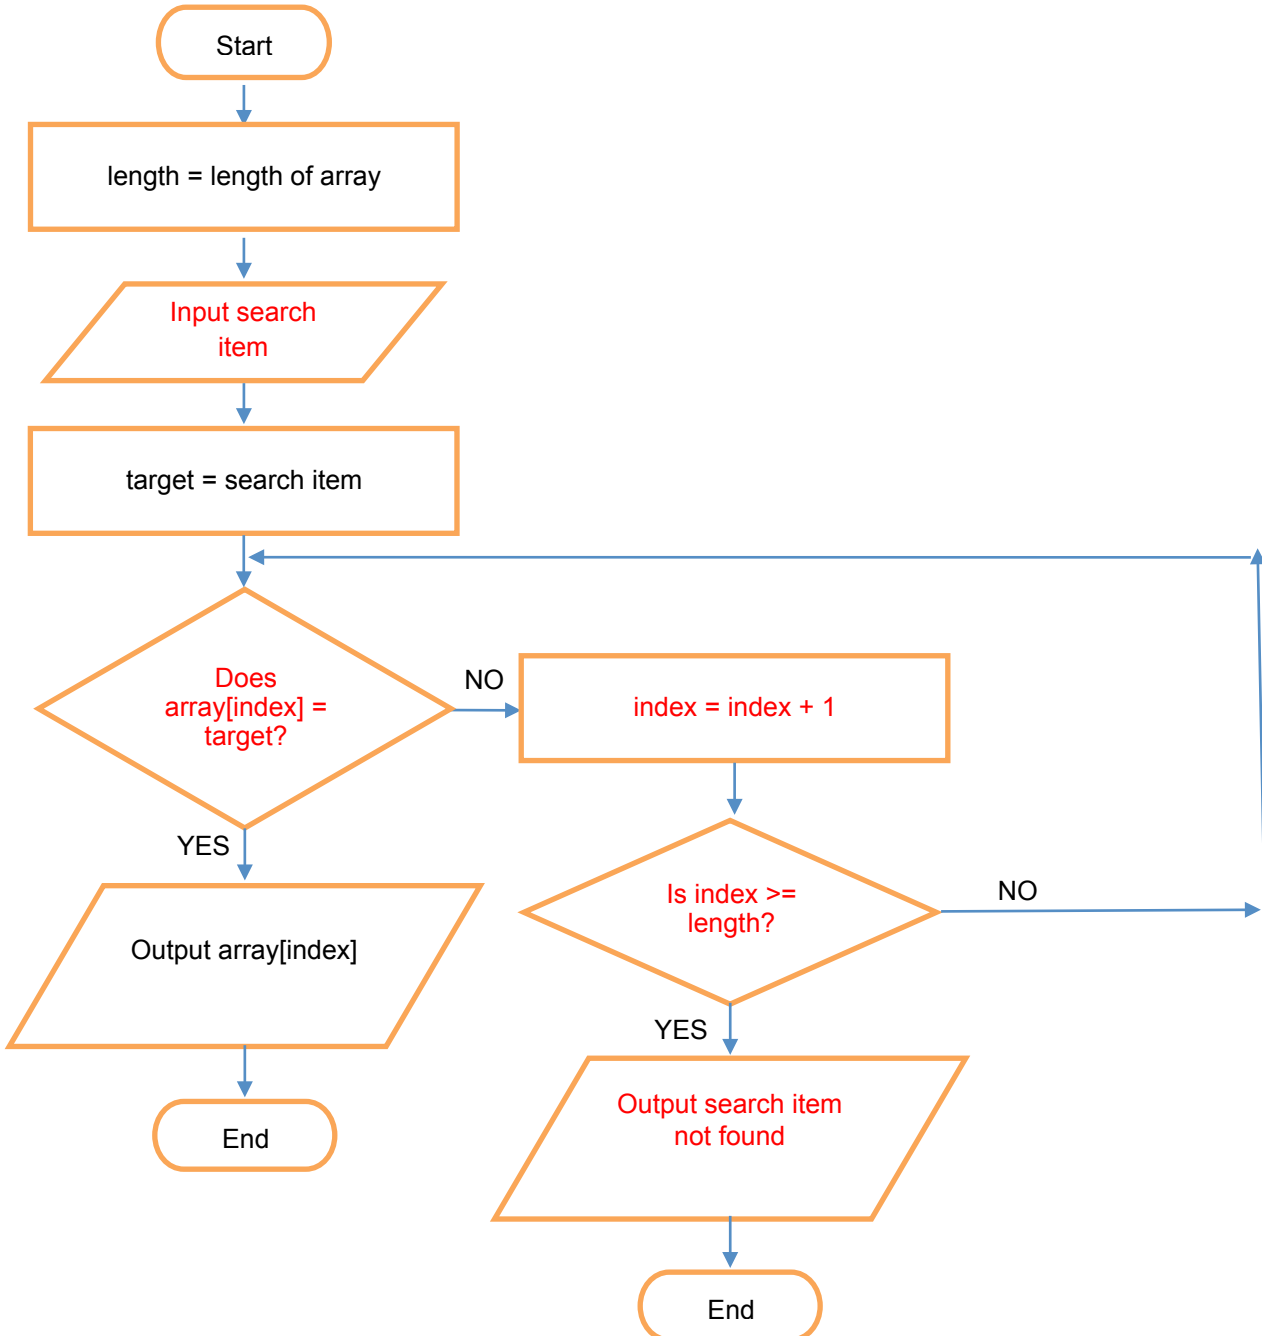 Start
length = length of array
Input search
item
target = search item
Does
array[index] =
target?
NO
index = index + 1
YES
Is index >=
length?
NO
Output array[index]
YES
End
Output search item
not found
End